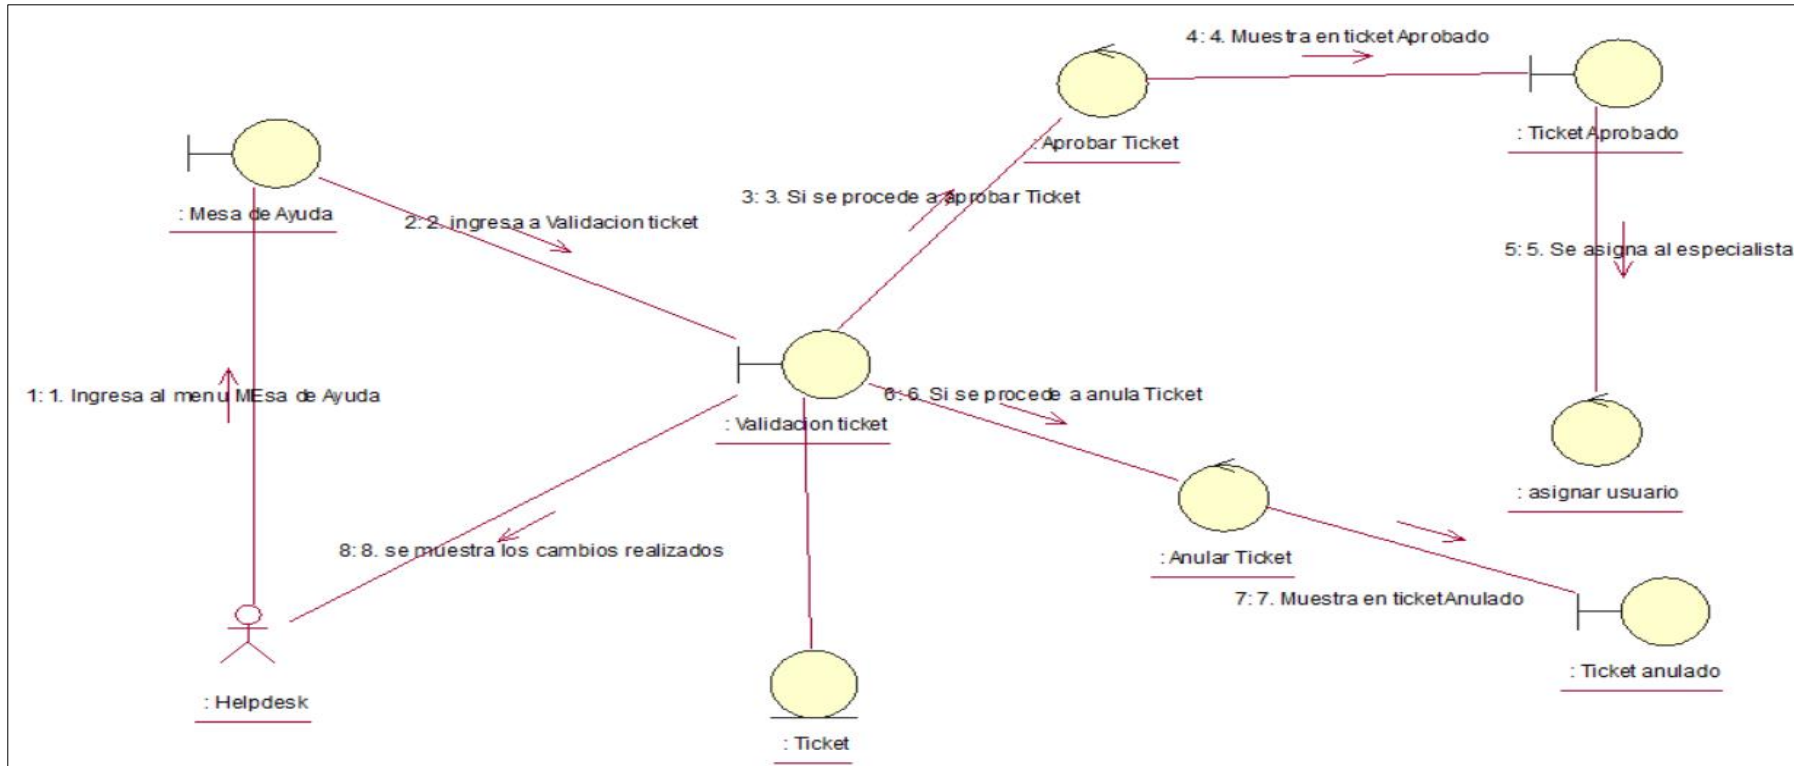 4: 4. Muestra en ticket Aprobado
: Aprobar Ticket
: Ticket Aprobado
: Mesa de Ayuda
2: 2. ingresa a Validacion ticket
3: 3. Si se procede a aprobar Ticket
5: 5. Se asigna al especialista
1: 1. Ingresa al menu MEsa de Ayuda
: Validacion ticket
6: 6. Si se procede a anula Ticket
: asignar usuario
8: 8. se muestra los cambios realizados
: Anular Ticket
7: 7. Muestra en ticket Anulado
: Ticket anulado
: Helpdesk
: Ticket